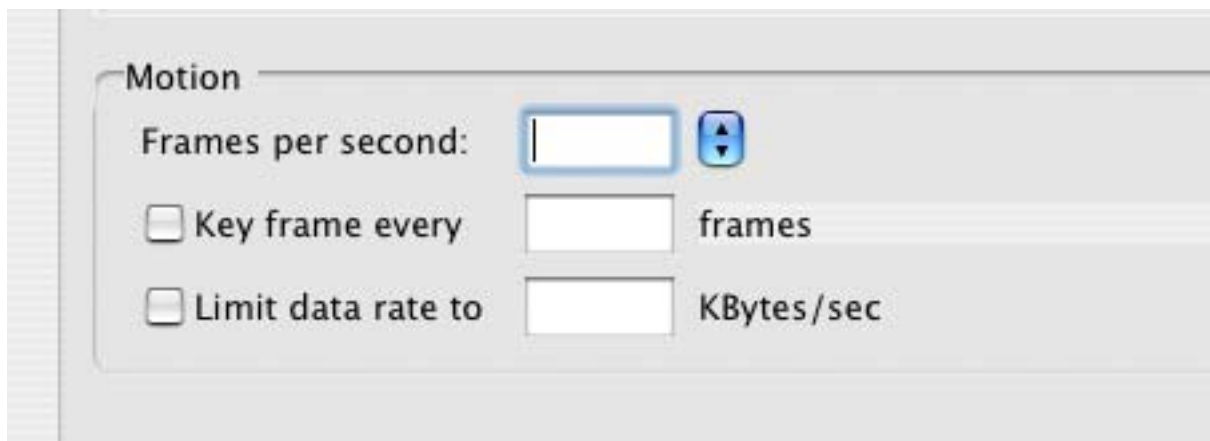 Motion
Frames per second:
Key frame every frames
Limit data rate to KBytes/sec